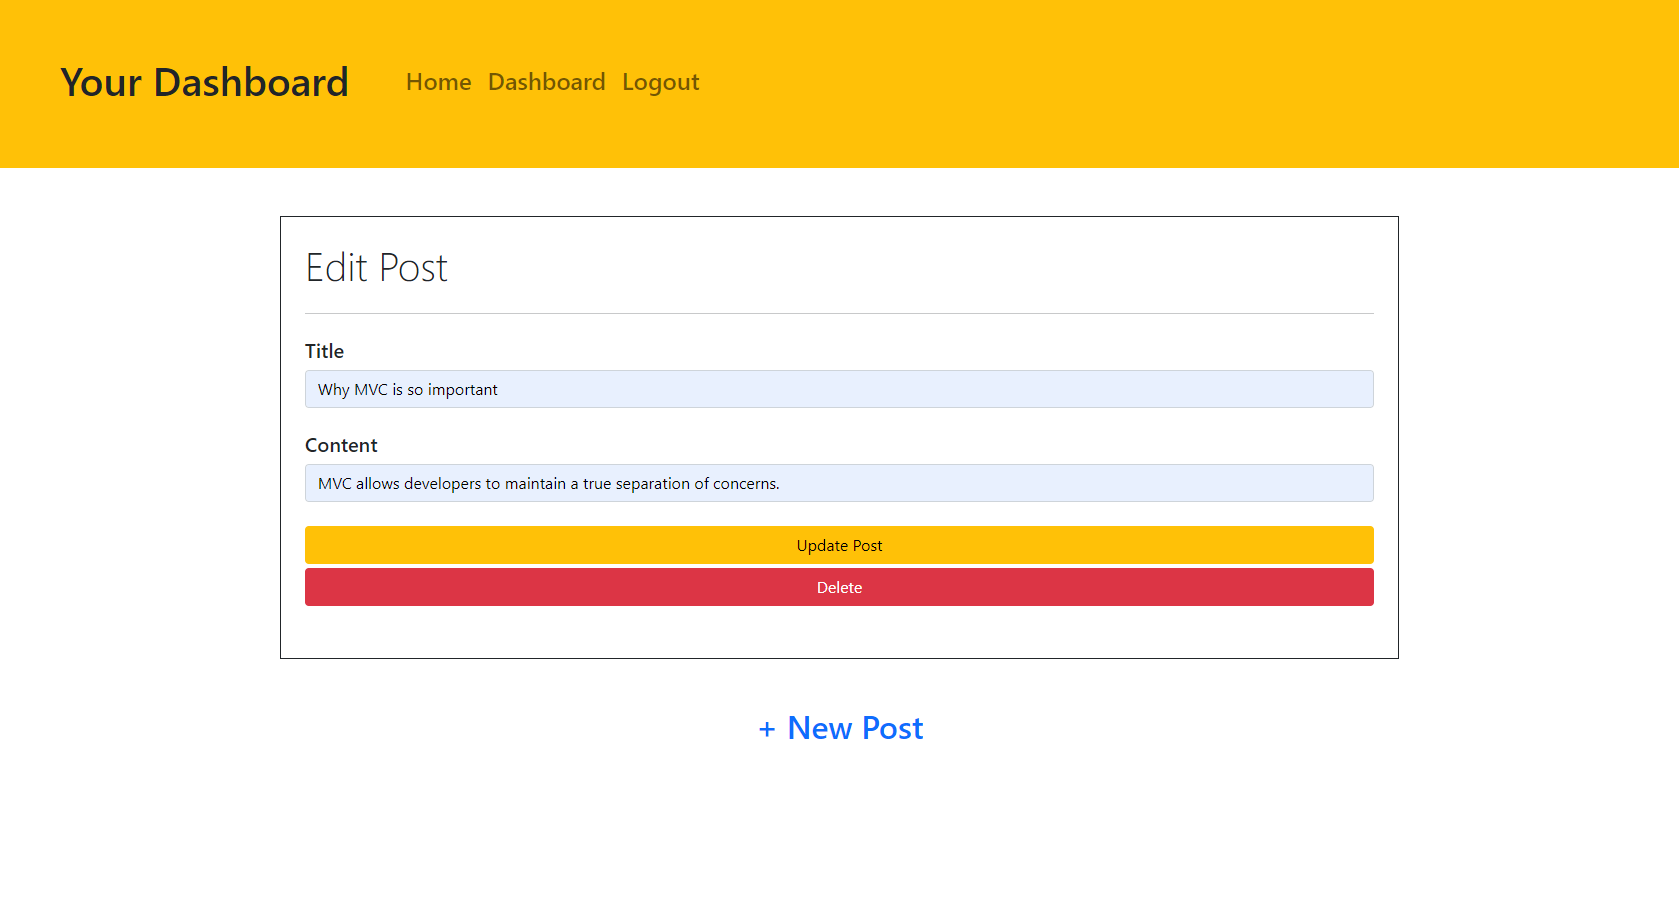 Your Dashboard Home Dashboard Logout
Edit Post
Title
Why MVC is so important
Content
MVC allows developers to maintain a true separation of concerns.
Update Post
Delete
+ New Post